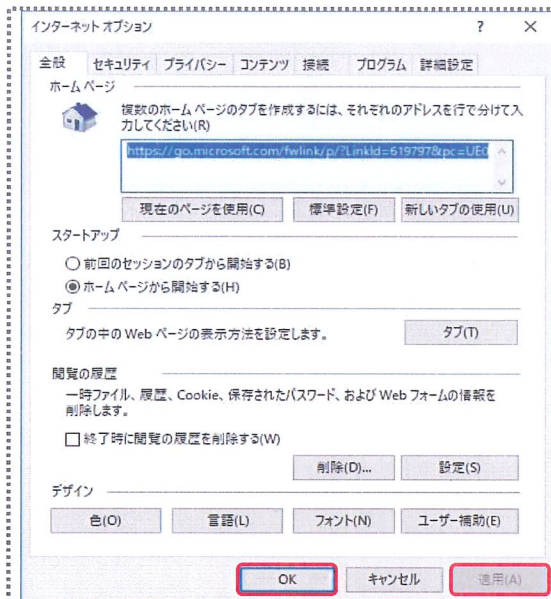 インターネット オプション ? ×
全般 セキュリティ プライバシー コンテンツ 接続 プログラム 詳細設定
ホーム ページ
複数のホーム ページのタブを作成するには、それぞれのアドレスを行で分けて入
力してください(R)
https://go.microsoft.com/fwlink/p/?LinkId=619797&pc=UE0
現在のページを使用(C) 標準設定(F) 新しいタブの使用(U)
スタートアップ
前回のセッションのタブから開始する(B)
ホーム ページから開始する(H)
タブ
タブの中の Web ページの表示方法を設定します。 タブ(T)
閲覧の履歴
一時ファイル、履歴、Cookie、保存されたパスワード、および Web フォームの情報を
削除します。
終了時に閲覧の履歴を削除する(W)
削除(D)... 設定(S)
デザイン
色(O) 言語(L) フォント(N) ユーザー補助(E)
OK キャンセル 適用(A)